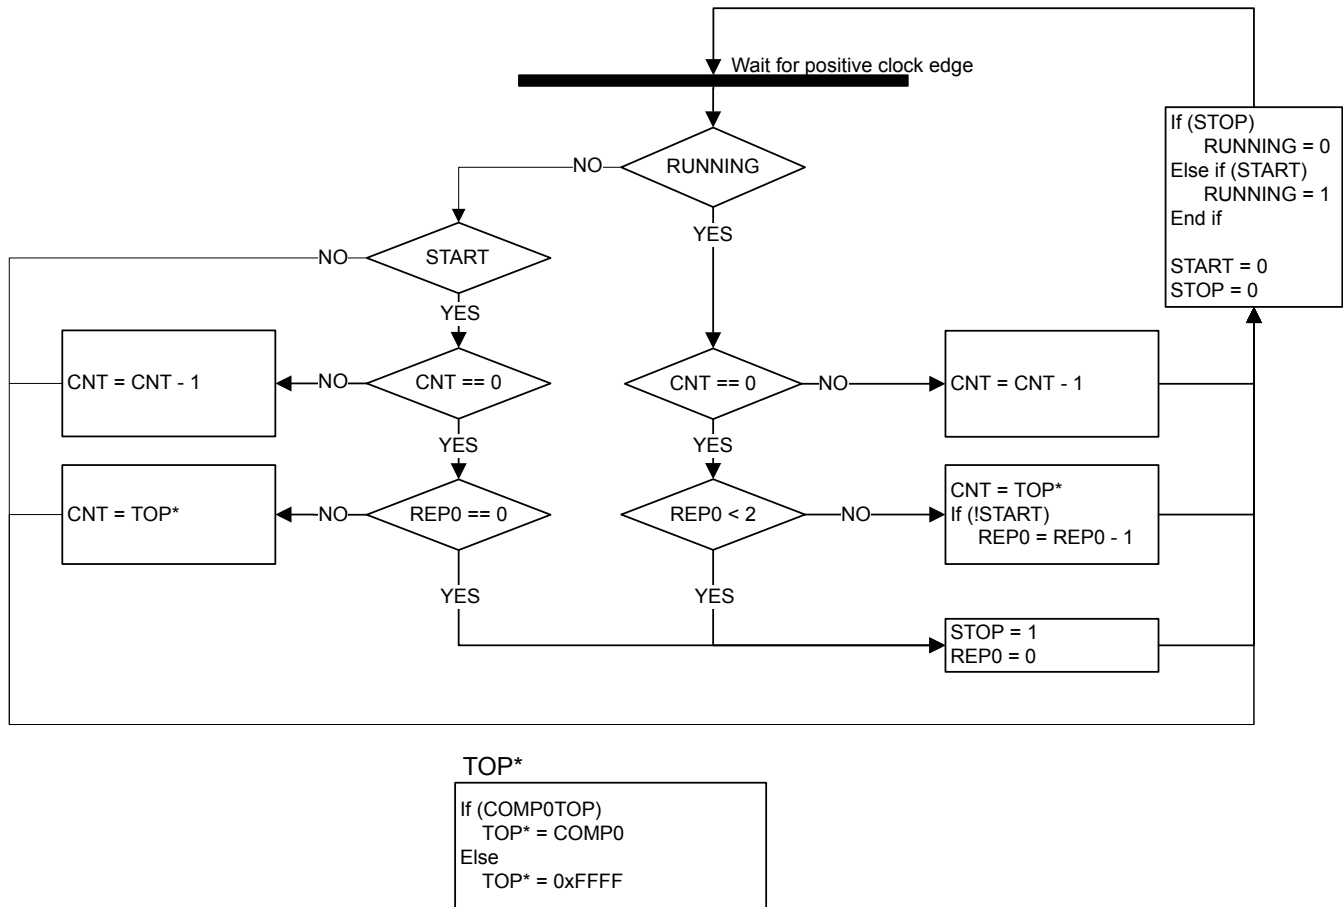 Wait for positive clock edge
RUNNING
NO
YES
START
NO
YES
CNT == 0
NO
YES
CNT = CNT - 1
REP0 == 0
NO
YES
CNT = TOP*
CNT == 0
NO
YES
CNT = CNT - 1
REP0 < 2
NO
YES
CNT = TOP*
If (!START)
REP0 = REP0 - 1
STOP = 1
REP0 = 0
If (STOP)
RUNNING = 0
Else if (START)
RUNNING = 1
End if
START = 0
STOP = 0
TOP*
If (COMP0TOP)
TOP* = COMP0
Else
TOP* = 0xFFFF